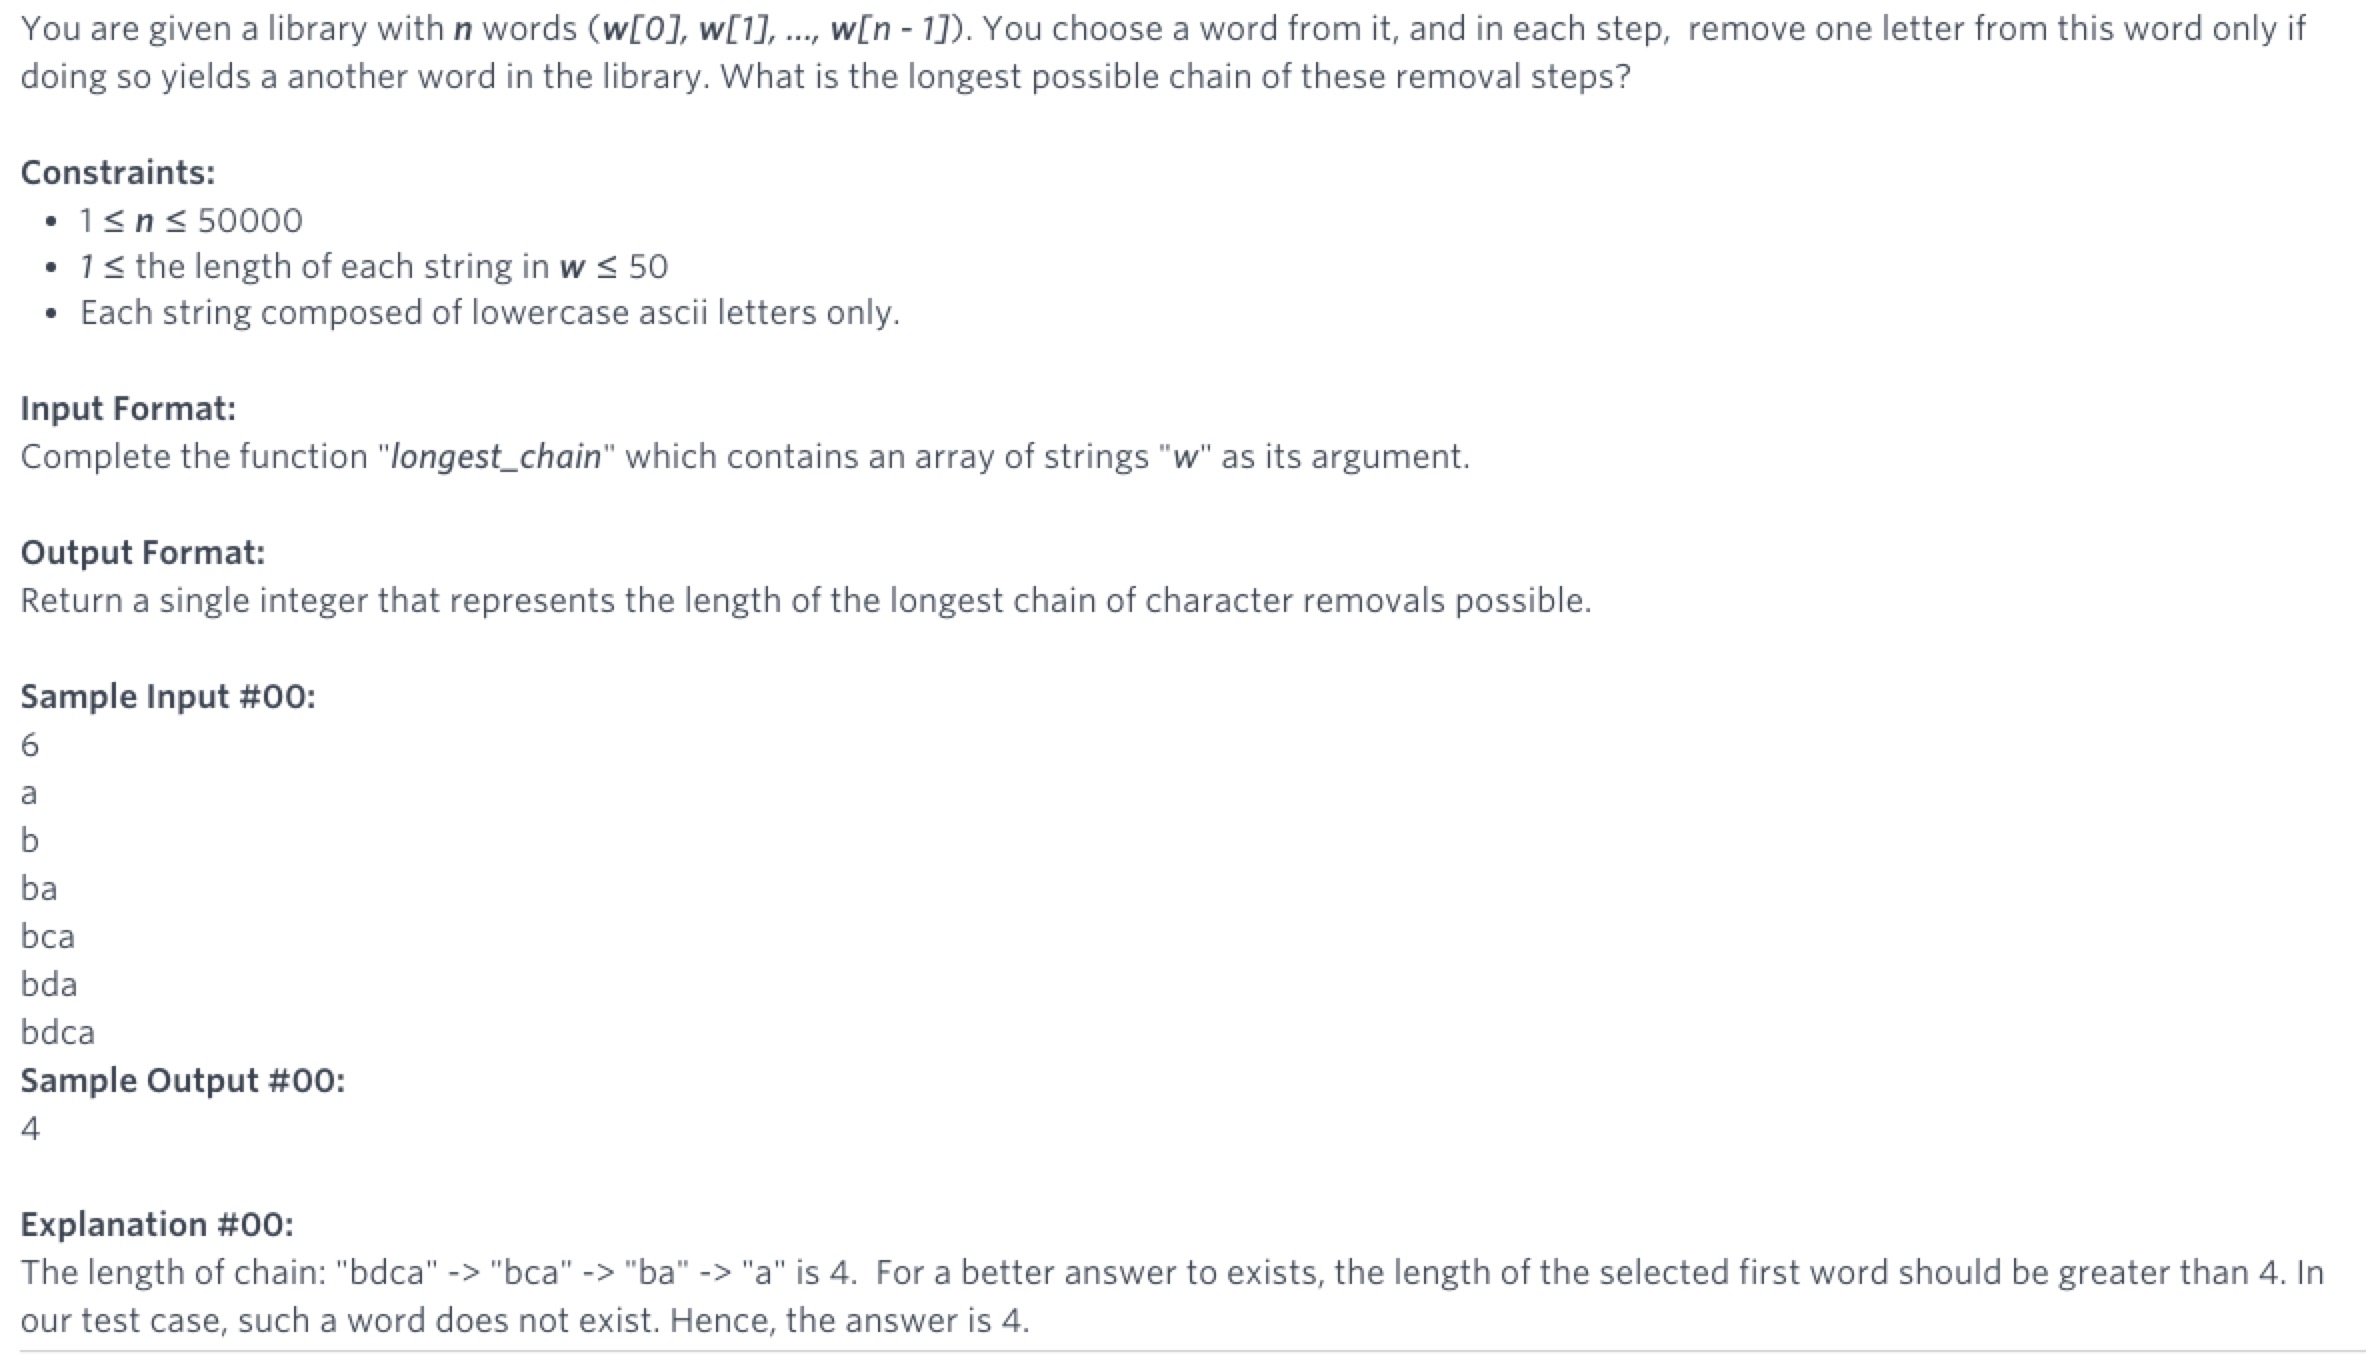 You are given a library with n words (w[0], w[1], ..., w[n - 1]). You choose a word from it, and in each step,  remove one letter from this word only if
doing so yields a another word in the library. What is the longest possible chain of these removal steps?
Constraints:
• 1 ≤ n ≤ 50000
• 1 ≤ the length of each string in w ≤ 50
• Each string composed of lowercase ascii letters only.
Input Format:
Complete the function "longest_chain" which contains an array of strings "w" as its argument.
Output Format:
Return a single integer that represents the length of the longest chain of character removals possible.
Sample Input #00:
6
a
b
ba
bca
bda
bdca
Sample Output #00:
4
Explanation #00:
The length of chain: "bdca" -> "bca" -> "ba" -> "a" is 4.  For a better answer to exists, the length of the selected first word should be greater than 4. In
our test case, such a word does not exist. Hence, the answer is 4.